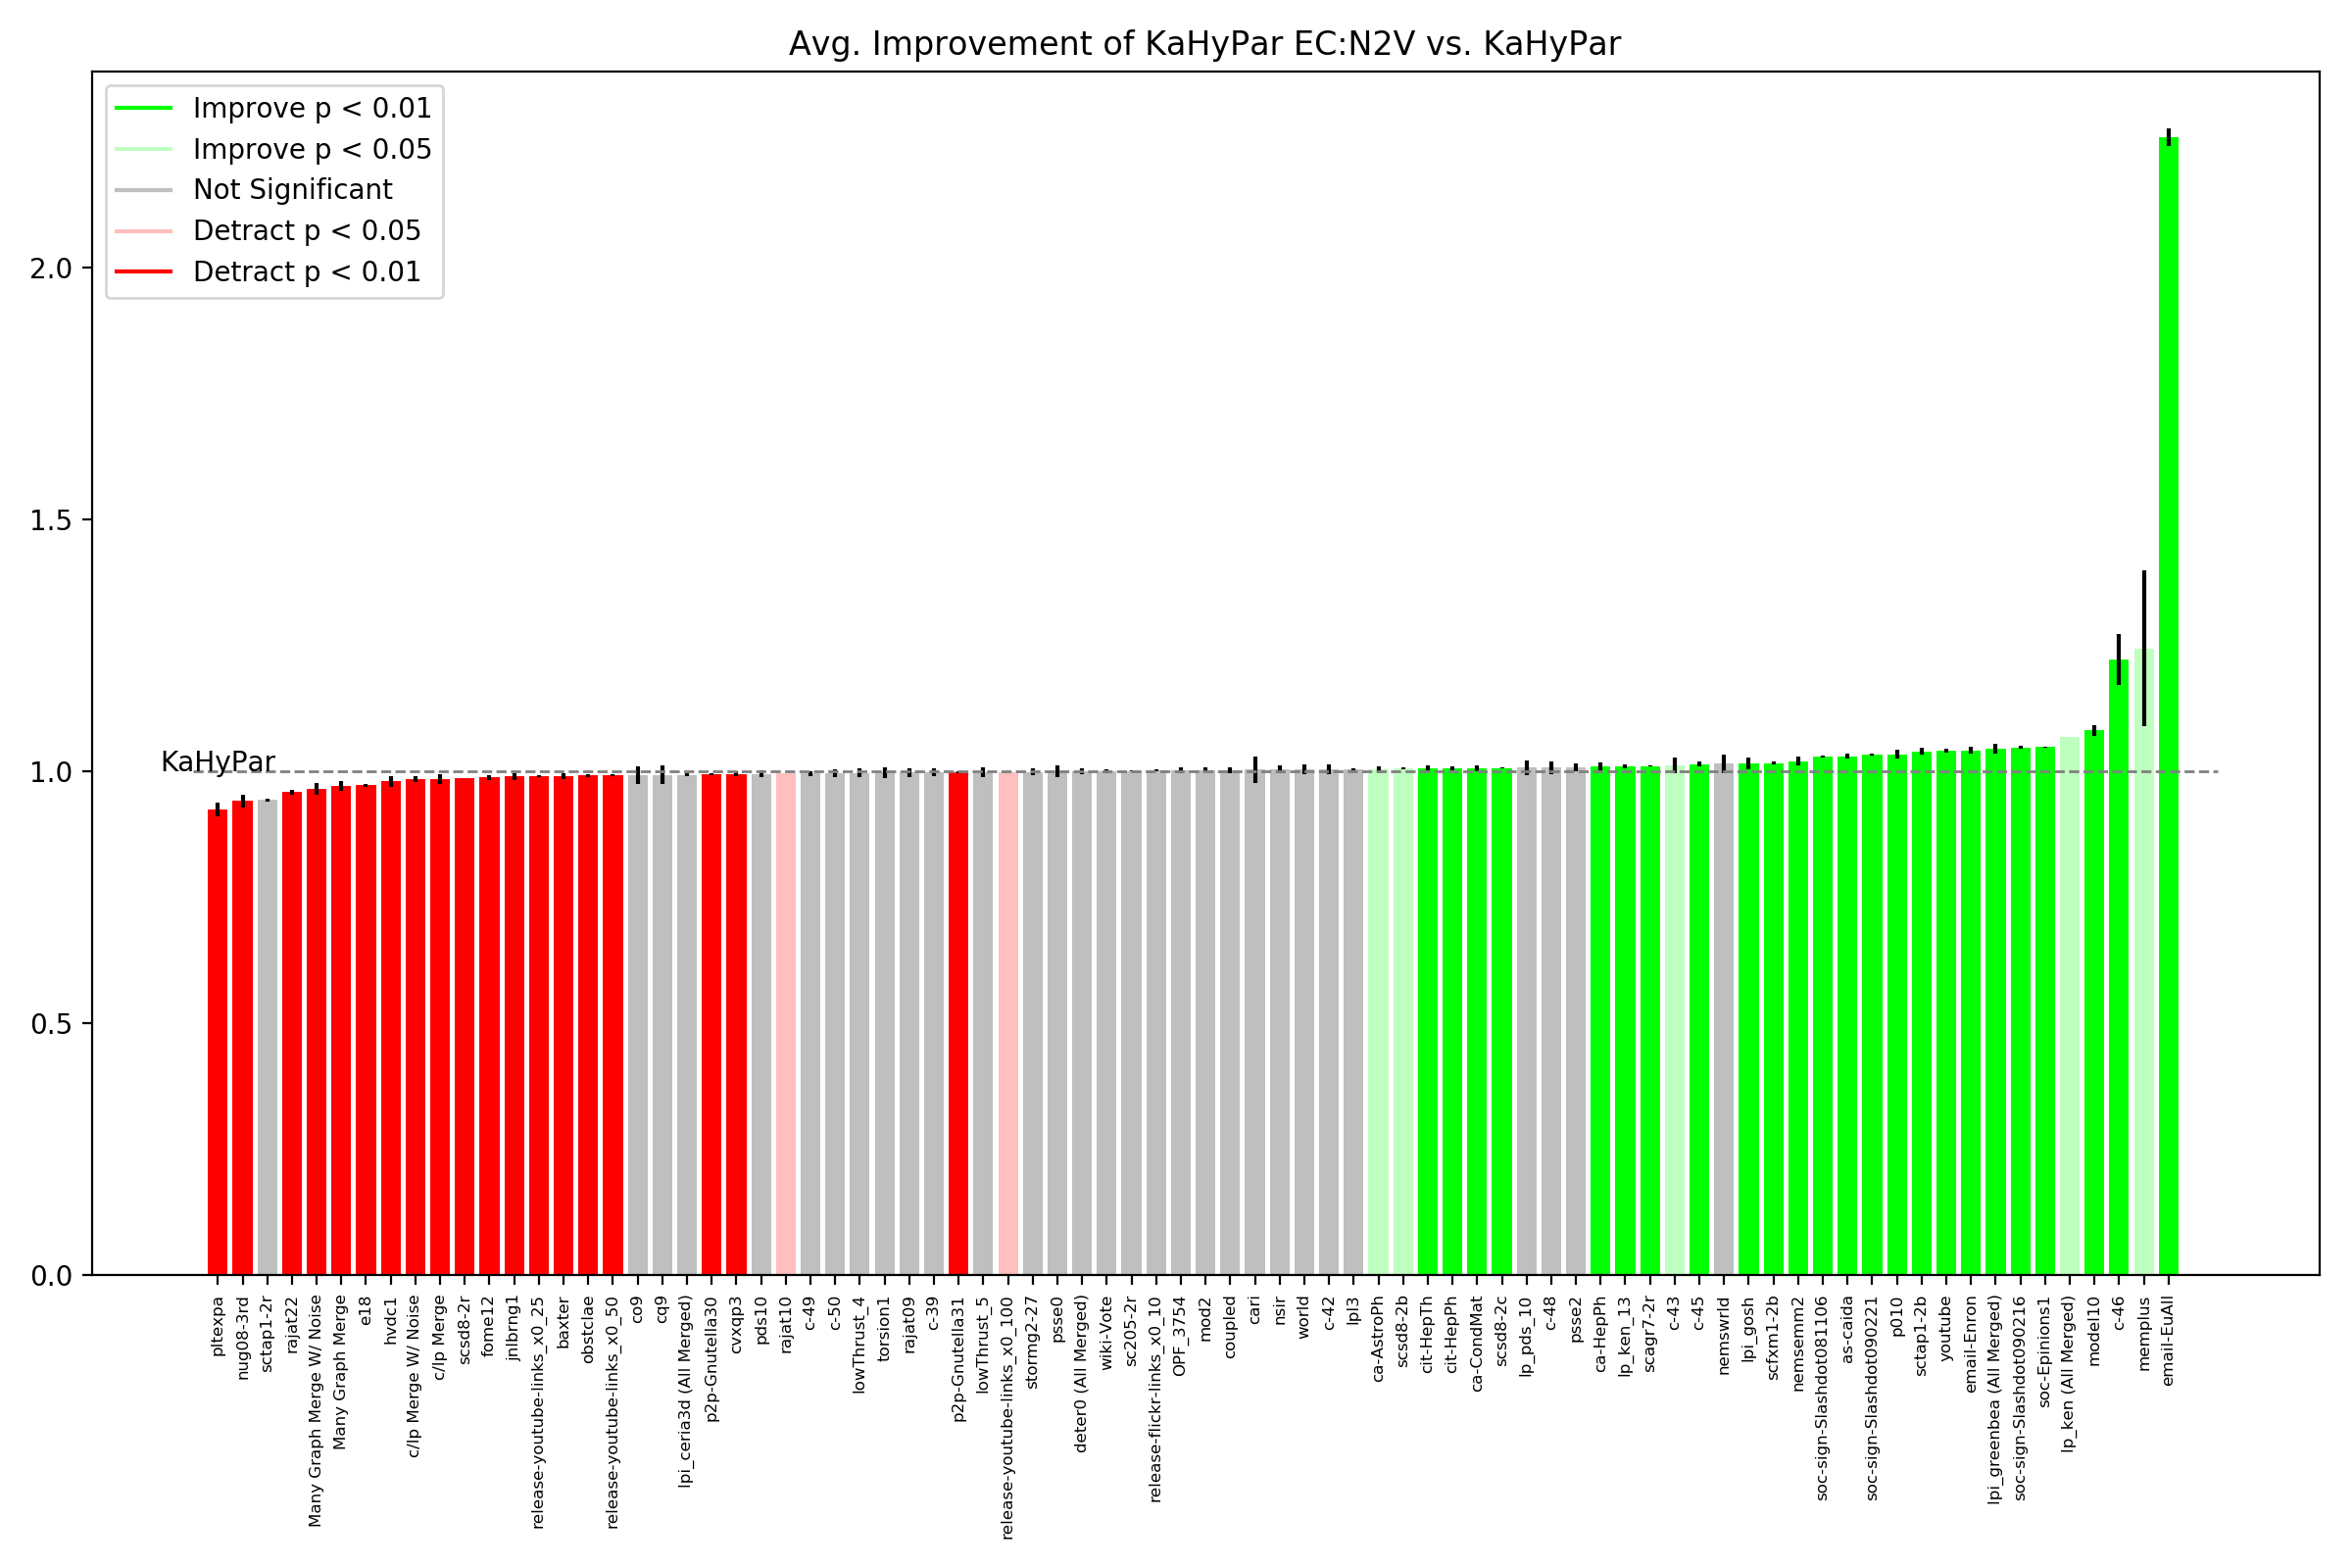 Avg. Improvement of KaHyPar EC:N2V vs. KaHyPar
Improve p < 0.01
Improve p < 0.05
Not Significant
Detract p < 0.05
Detract p < 0.01
2.0
1.5
1.0
0.5
0.0
KaHyPar
pltexpa
nug08-3rd
sctap1-2r
rajat22
Many Graph Merge W/ Noise
Many Graph Merge
e18
hvdc1
c/lp Merge W/ Noise
c/lp Merge
scsd8-2r
fome12
jnlbrng1
release-youtube-links_x0_25
baxter
obstclae
release-youtube-links_x0_50
co9
cq9
lpi_ceria3d (All Merged)
p2p-Gnutella30
cvxqp3
pds10
rajat10
c-49
c-50
lowThrust_4
torsion1
rajat09
c-39
p2p-Gnutella31
lowThrust_5
release-youtube-links_x0_100
stormg2-27
psse0
deter0 (All Merged)
wiki-Vote
sc205-2r
release-flickr-links_x0_10
OPF_3754
mod2
coupled
cari
nsir
world
c-42
lpl3
ca-AstroPh
scsd8-2b
cit-HepTh
cit-HepPh
ca-CondMat
scsd8-2c
lp_pds_10
c-48
psse2
ca-HepPh
lp_ken_13
scagr7-2r
c-43
c-45
nemswrld
lpi_gosh
scfxm1-2b
nemsemm2
soc-sign-Slashdot081106
as-caida
soc-sign-Slashdot090221
p010
sctap1-2b
youtube
email-Enron
lpi_greenbea (All Merged)
soc-sign-Slashdot090216
soc-Epinions1
lp_ken (All Merged)
model10
c-46
memplus
email-EuAll